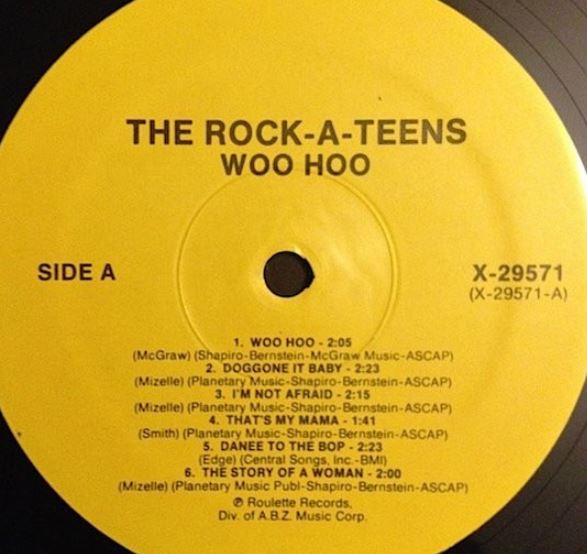 THE ROCK-A-TEENS
WOO HOO
SIDE A
X-29571
(X-29571-A)
1. WOO HOO - 2:05
(McGraw) (Shapiro-Bernstein-McGraw Music-ASCAP)
2. DOGGONE IT BABY - 2:23
(Mizelle) (Planetary Music-Shapiro-Bernstein-ASCAP)
3. I'M NOT AFRAID - 2:15
(Mizelle) (Planetary Music-Shapiro-Bernstein-ASCAP)
4. THAT'S MY MAMA - 1:41
(Smith) (Planetary Music-Shapiro-Bernstein-ASCAP)
5. DANEE TO THE BOP - 2:23
(Edge) (Central Songs, Inc.-BMI)
6. THE STORY OF A WOMAN - 2:00
(Mizelle) (Planetary Music Publ-Shapiro-Bernstein-ASCAP)
℗ Roulette Records,
Div. of A.B.Z. Music Corp.